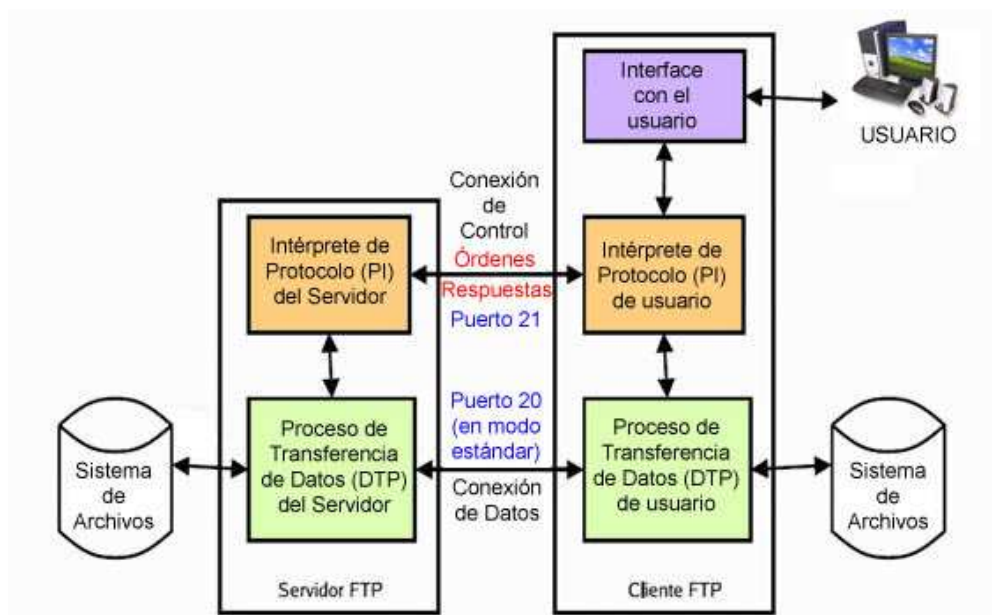 Interface
con el
usuario
USUARIO
Conexión
de
Control
Órdenes
Respuestas
Puerto 21
Intérprete de
Protocolo (PI)
del Servidor
Intérprete de
Protocolo (PI)
de usuario
Puerto 20
(en modo
estándar)
Conexión
de Datos
Sistema
de
Archivos
Proceso de
Transferencia
de Datos (DTP)
del Servidor
Proceso de
Transferencia
de Datos (DTP)
de usuario
Sistema
de
Archivos
Servidor FTP
Cliente FTP